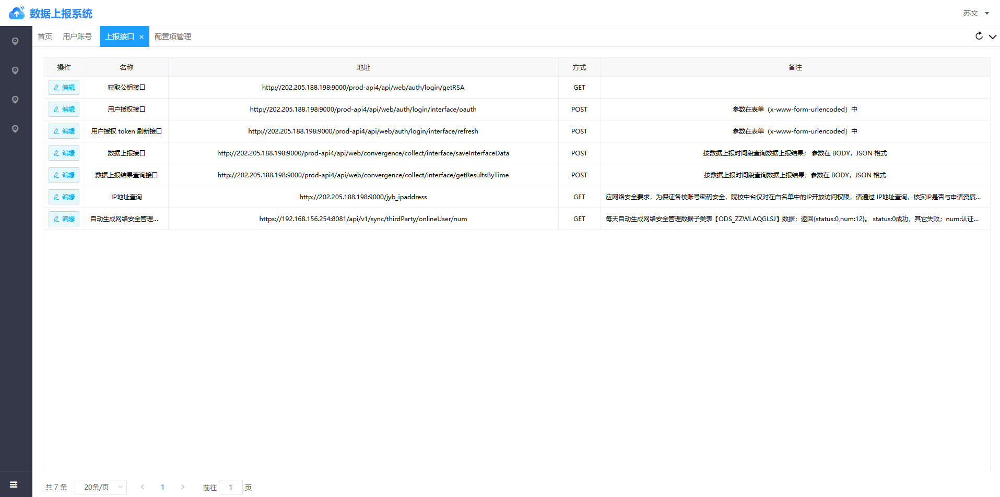 数据上报系统
苏文
首页 用户账号 上报接口 × 配置项管理
操作 名称 地址 方式 备注
编辑 获取公钥接口 http://202.205.188.198:9000/prod-api4/api/web/auth/login/getRSA GET
编辑 用户授权接口 http://202.205.188.198:9000/prod-api4/api/web/auth/login/interface/oauth POST 参数在表单（x-www-form-urlencoded）中
编辑 用户授权 token 刷新接口 http://202.205.188.198:9000/prod-api4/api/web/auth/login/interface/refresh POST 参数在表单（x-www-form-urlencoded）中
编辑 数据上报接口 http://202.205.188.198:9000/prod-api4/api/web/convergence/collect/interface/saveInterfaceData POST 按数据上报时间段查询数据上报结果； 参数在 BODY，JSON 格式
编辑 数据上报结果查询接口 http://202.205.188.198:9000/prod-api4/api/web/convergence/collect/interface/getResultsByTime POST 按数据上报时间段查询数据上报结果；参数在 BODY，JSON 格式
编辑 IP地址查询 http://202.205.188.198:9000/jyb_ipaddress GET 应网络安全要求，为保证各校账号密码安全，院校中台仅对在白名单中的IP开放访问权限，请通过 IP地址查询，核实IP是否与申请资质...
编辑 自动生成网络安全管理... https://192.168.156.254:8081/api/v1/sync/thirdParty/onlineUser/num GET 每天自动生成网络安全管理数据子类表【ODS_ZZWLAQGLSJ】数据；返回{status:0,num:12}。 status:0成功，其它失败；num:认证...
共 7 条 20条/页 1 前往 1 页